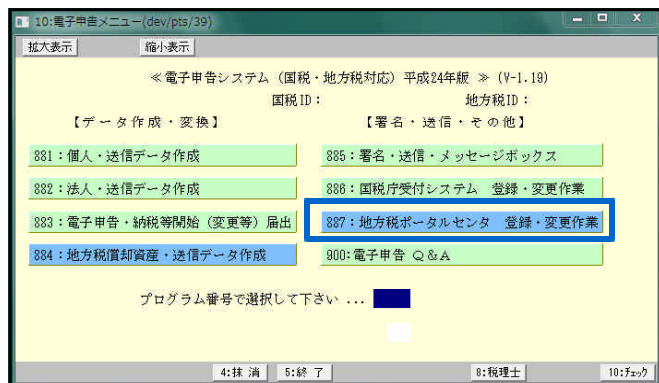 10:電子申告メニュー(dev/pts/39)
拡大表示 縮小表示
≪電子申告システム(国税・地方税対応)平成24年版 ≫ (V-1.19)
国税ID: 地方税ID:
【データ作成・変換】 【署名・送信・その他】
881:個人・送信データ作成 885:署名・送信・メッセージボックス
882:法人・送信データ作成 886:国税庁受付システム 登録・変更作業
883:電子申告・納税等開始(変更等)届出 887:地方税ポータルセンタ 登録・変更作業
884:地方税償却資産・送信データ作成 900:電子申告 Q&A
プログラム番号で選択して下さい ...
4:抹 消 5:終 了 8:税理士 10:チェック